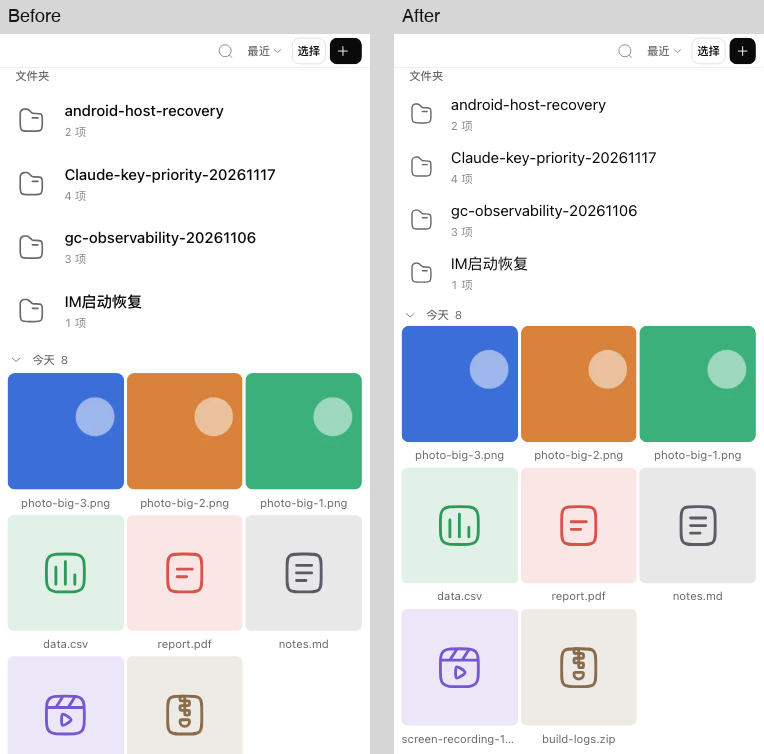 Before
最近
选择
文件夹
android-host-recovery
2 项
Claude-key-priority-20261117
4 项
gc-observability-20261106
3 项
IM启动恢复
1 项
今天 8
photo-big-3.png
photo-big-2.png
photo-big-1.png
data.csv
report.pdf
notes.md
After
最近
选择
文件夹
android-host-recovery
2 项
Claude-key-priority-20261117
4 项
gc-observability-20261106
3 项
IM启动恢复
1 项
今天 8
photo-big-3.png
photo-big-2.png
photo-big-1.png
data.csv
report.pdf
notes.md
screen-recording-1...
build-logs.zip